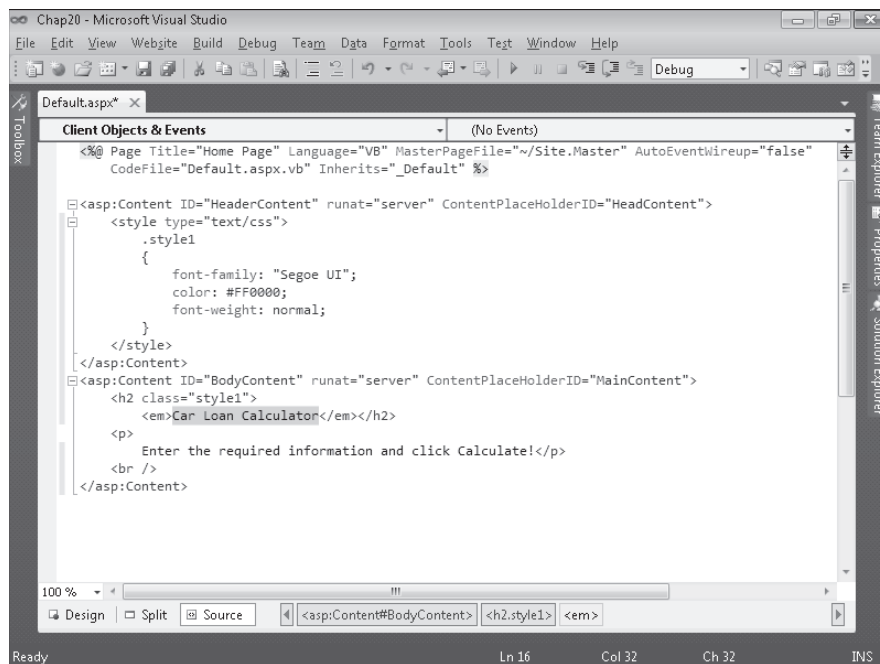 Chap20 - Microsoft Visual Studio
File Edit View Website Build Debug Team Data Format Tools Test Window Help
Debug
Toolbox
Default.aspx*
Client Objects & Events (No Events)
<%@ Page Title="Home Page" Language="VB" MasterPageFile="~/Site.Master" AutoEventWireup="false"
CodeFile="Default.aspx.vb" Inherits="_Default" %>
<asp:Content ID="HeaderContent" runat="server" ContentPlaceHolderID="HeadContent">
<style type="text/css">
.style1
{
font-family: "Segoe UI";
color: #FF0000;
font-weight: normal;
}
</style>
</asp:Content>
<asp:Content ID="BodyContent" runat="server" ContentPlaceHolderID="MainContent">
<h2 class="style1">
<em>Car Loan Calculator</em></h2>
<p>
Enter the required information and click Calculate!</p>
<br />
</asp:Content>
Team Explorer
Properties
Solution Explorer
100 %
Design Split Source <asp:Content#BodyContent> <h2.style1> <em>
Ready Ln 16 Col 32 Ch 32 INS